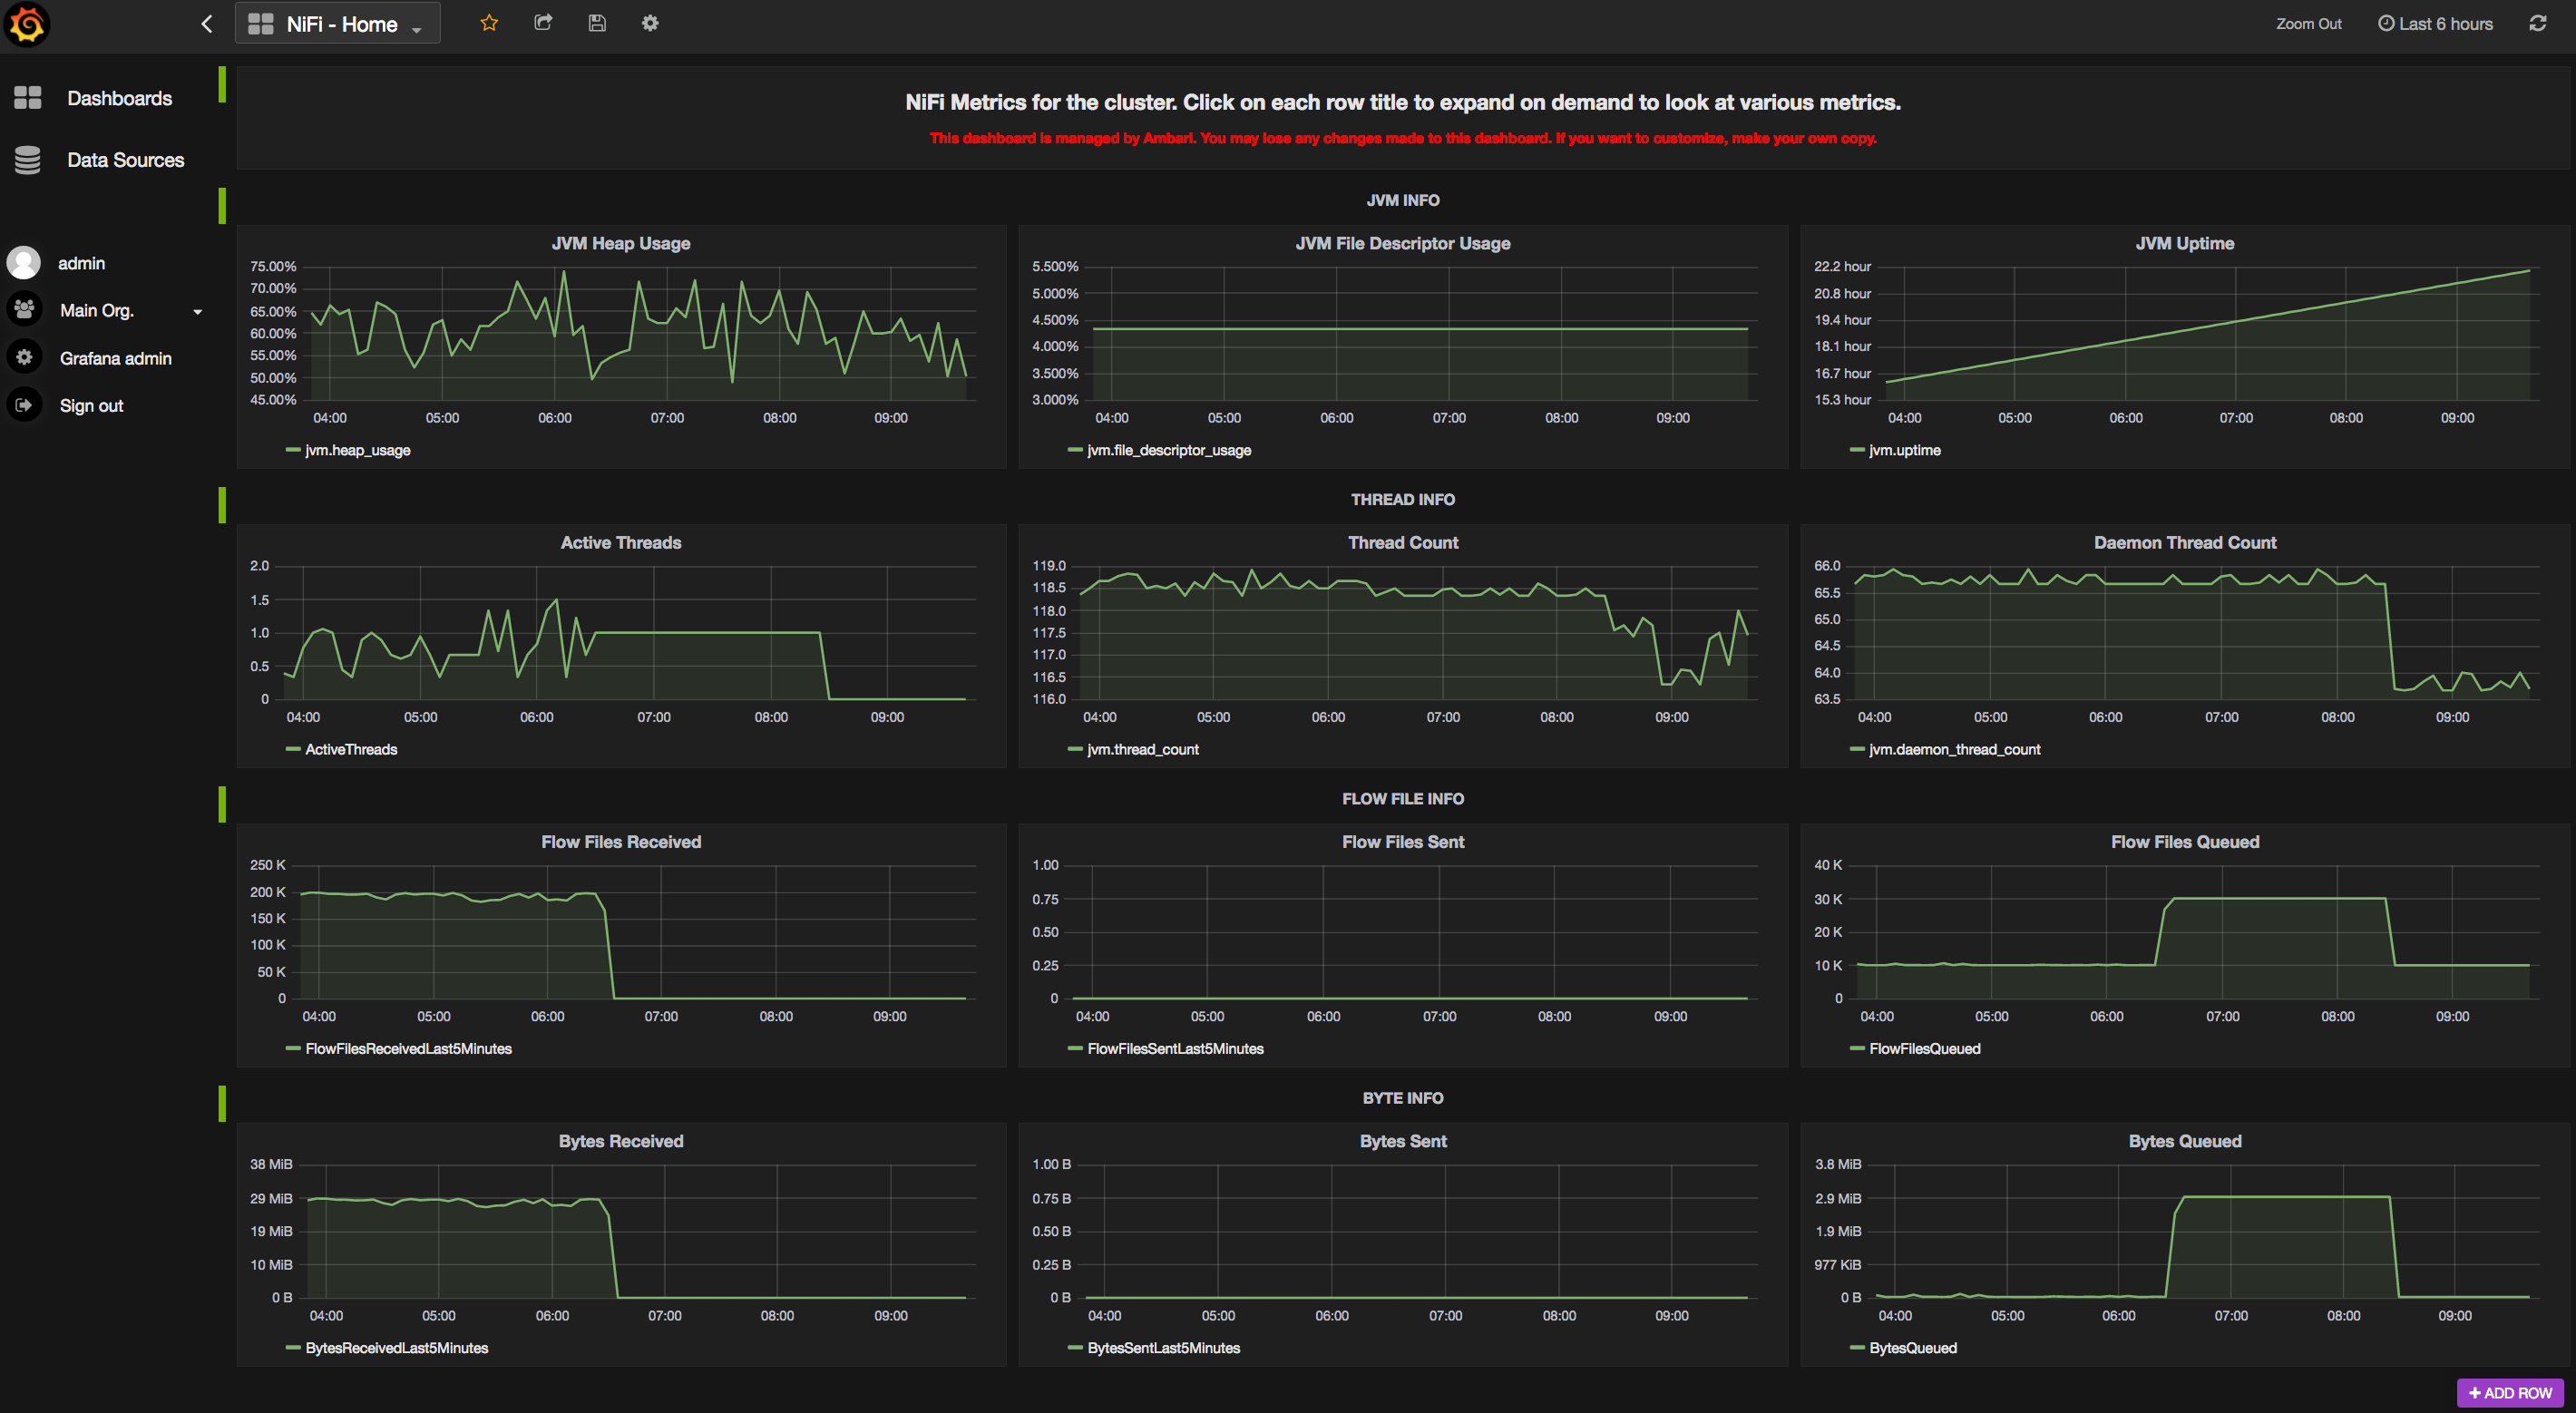 NiFi - Home
Zoom Out
Last 6 hours
Dashboards
Data Sources
admin
Main Org.
Grafana admin
Sign out
NiFi Metrics for the cluster. Click on each row title to expand on demand to look at various metrics.
This dashboard is managed by Ambari. You may lose any changes made to this dashboard. If you want to customize, make your own copy.
JVM INFO
JVM Heap Usage
75.00%
70.00%
65.00%
60.00%
55.00%
50.00%
45.00%
04:00 05:00 06:00 07:00 08:00 09:00
jvm.heap_usage
JVM File Descriptor Usage
5.500%
5.000%
4.500%
4.000%
3.500%
3.000%
04:00 05:00 06:00 07:00 08:00 09:00
jvm.file_descriptor_usage
JVM Uptime
22.2 hour
20.8 hour
19.4 hour
18.1 hour
16.7 hour
15.3 hour
04:00 05:00 06:00 07:00 08:00 09:00
jvm.uptime
THREAD INFO
Active Threads
2.0
1.5
1.0
0.5
0
04:00 05:00 06:00 07:00 08:00 09:00
ActiveThreads
Thread Count
119.0
118.5
118.0
117.5
117.0
116.5
116.0
04:00 05:00 06:00 07:00 08:00 09:00
jvm.thread_count
Daemon Thread Count
66.0
65.5
65.0
64.5
64.0
63.5
04:00 05:00 06:00 07:00 08:00 09:00
jvm.daemon_thread_count
FLOW FILE INFO
Flow Files Received
250 K
200 K
150 K
100 K
50 K
0
04:00 05:00 06:00 07:00 08:00 09:00
FlowFilesReceivedLast5Minutes
Flow Files Sent
1.00
0.75
0.50
0.25
0
04:00 05:00 06:00 07:00 08:00 09:00
FlowFilesSentLast5Minutes
Flow Files Queued
40 K
30 K
20 K
10 K
0
04:00 05:00 06:00 07:00 08:00 09:00
FlowFilesQueued
BYTE INFO
Bytes Received
38 MiB
29 MiB
19 MiB
10 MiB
0 B
04:00 05:00 06:00 07:00 08:00 09:00
BytesReceivedLast5Minutes
Bytes Sent
1.00 B
0.75 B
0.50 B
0.25 B
0 B
04:00 05:00 06:00 07:00 08:00 09:00
BytesSentLast5Minutes
Bytes Queued
3.8 MiB
2.9 MiB
1.9 MiB
977 KiB
0 B
04:00 05:00 06:00 07:00 08:00 09:00
BytesQueued
+ ADD ROW